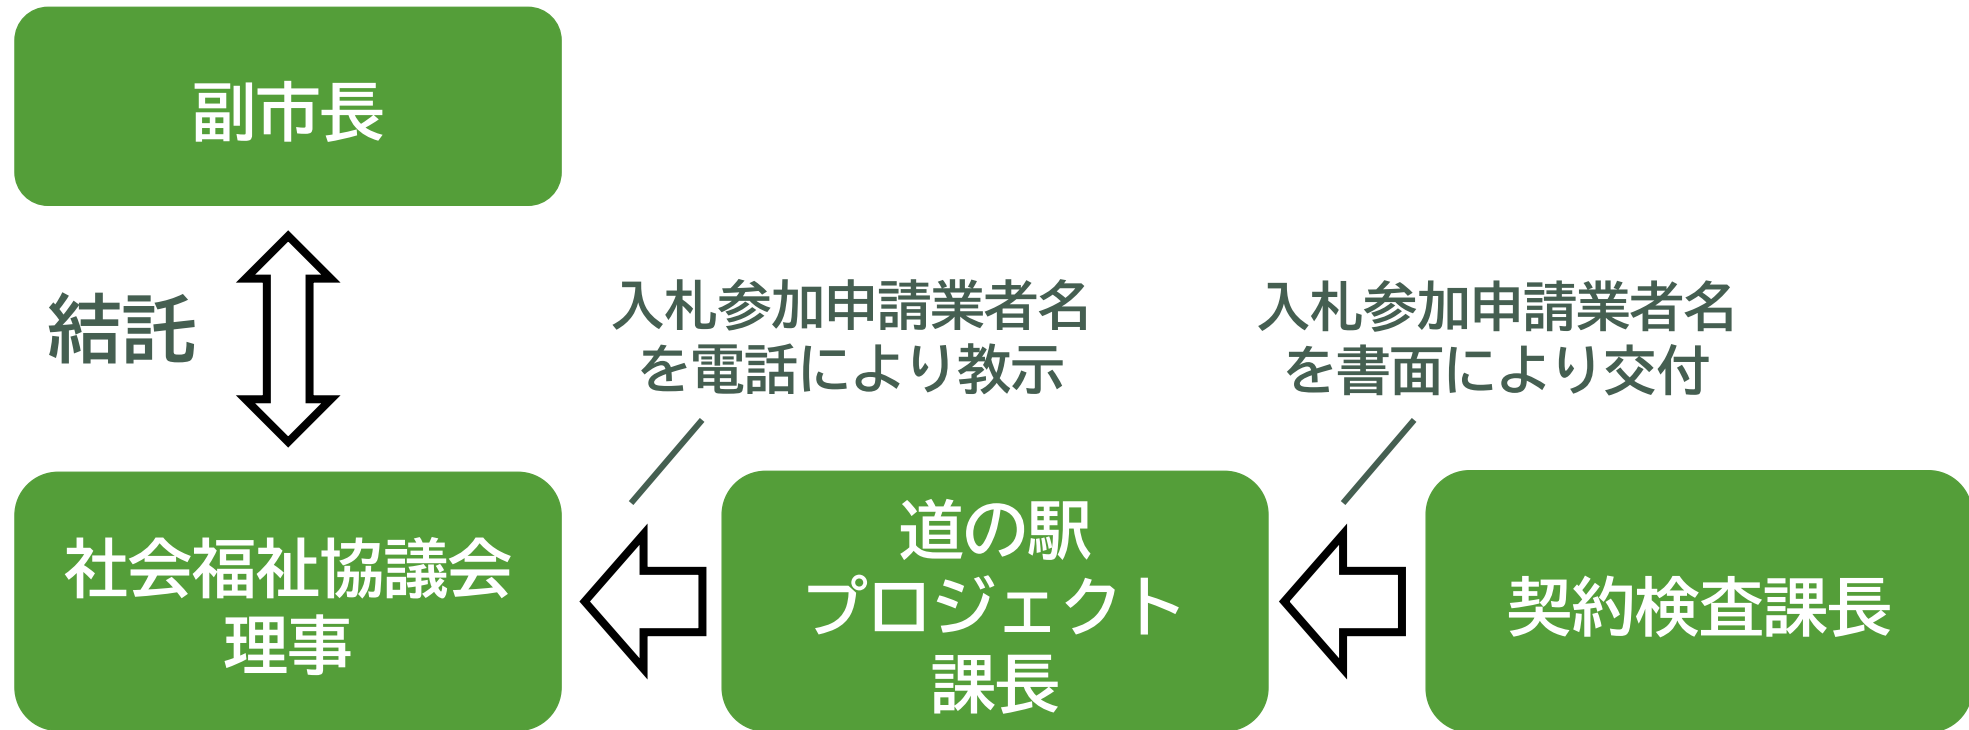 副市長
結託
入札参加申請業者名
を電話により教示
入札参加申請業者名
を書面により交付
社会福祉協議会
理事
道の駅
プロジェクト
課長
契約検査課長